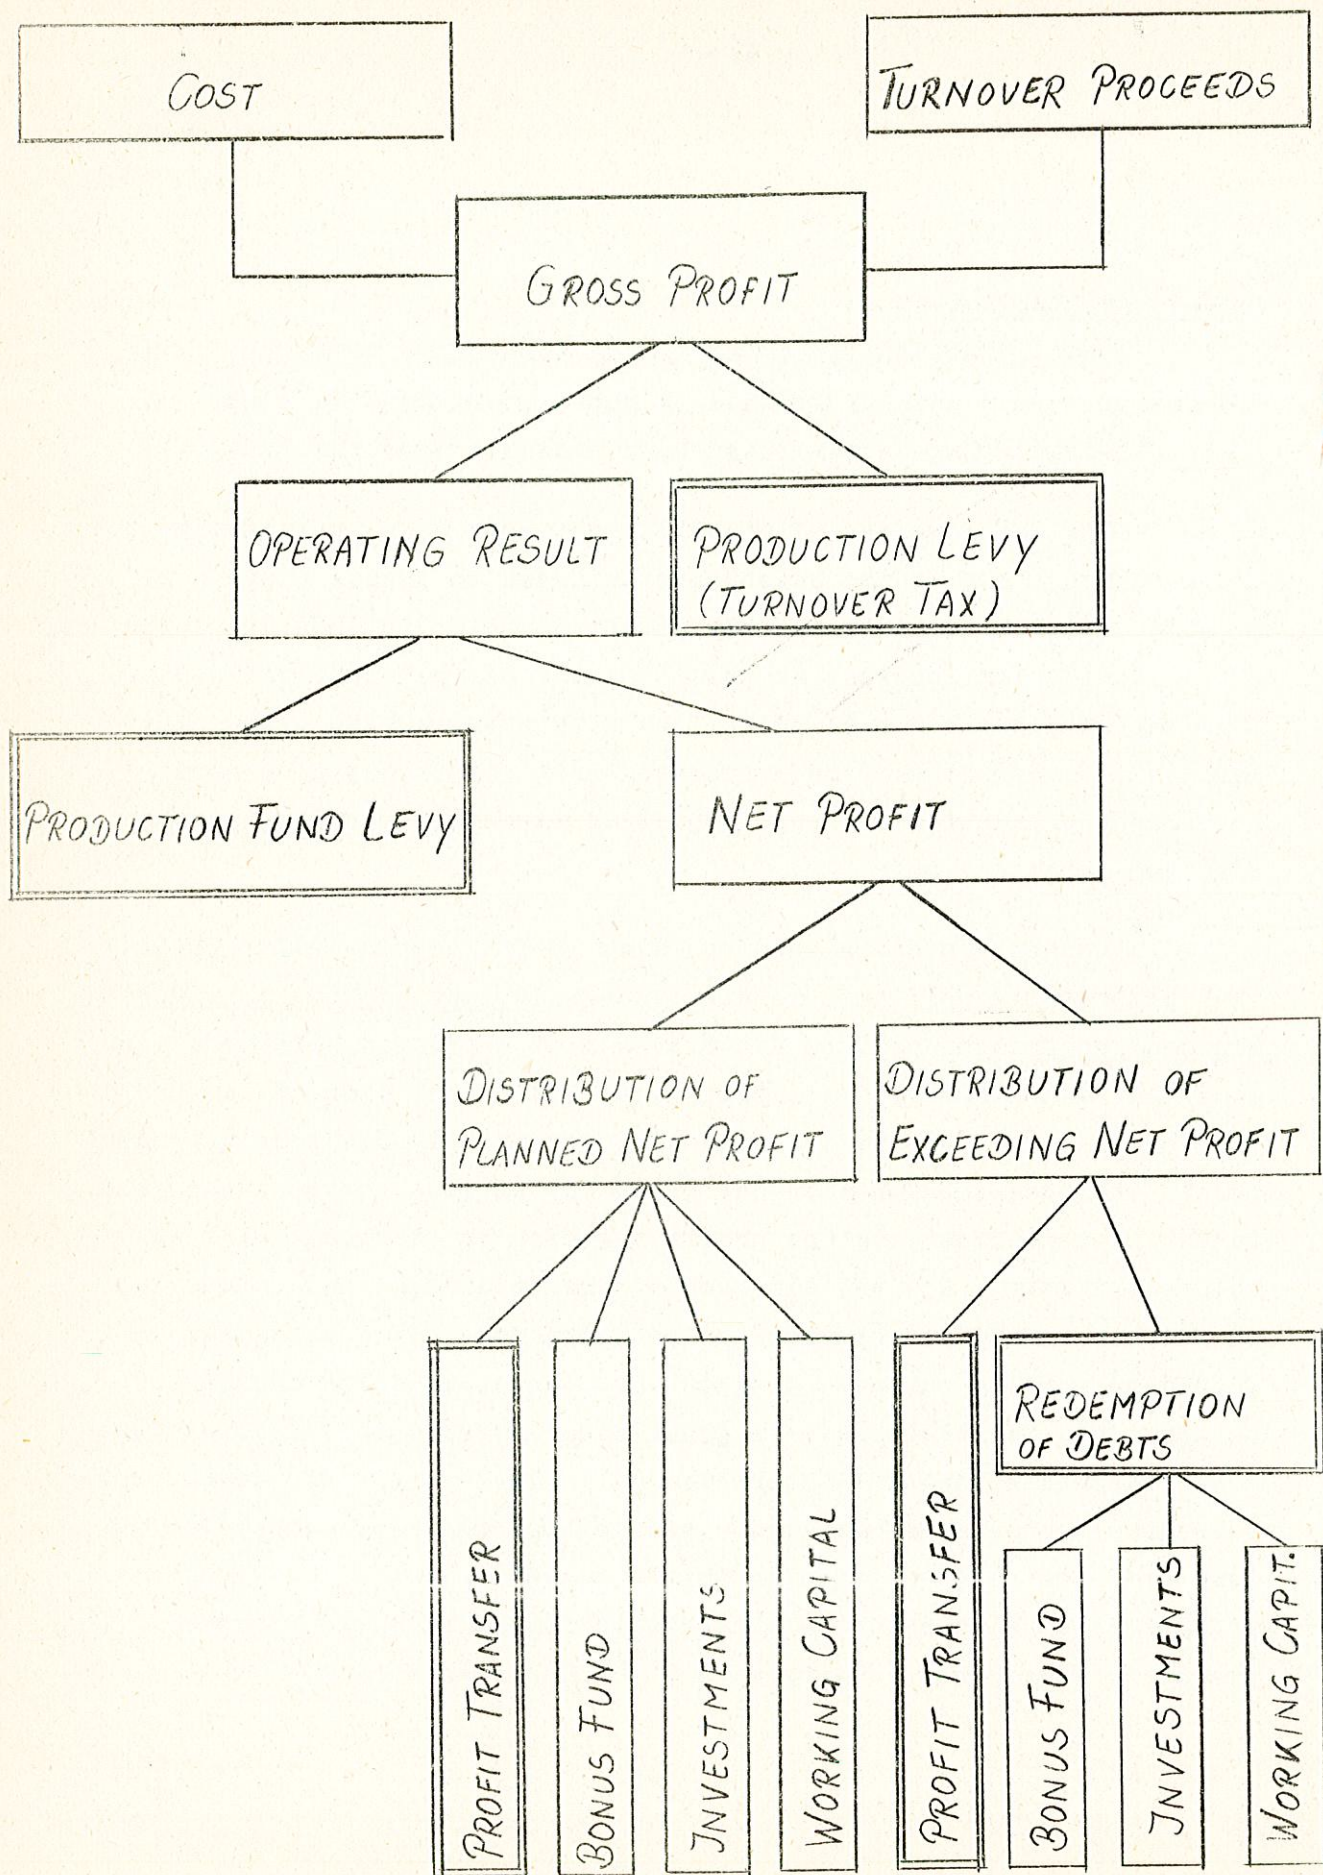 COST
TURNOVER PROCEEDS
GROSS PROFIT
OPERATING RESULT
PRODUCTION LEVY
(TURNOVER TAX)
PRODUCTION FUND LEVY
NET PROFIT
DISTRIBUTION OF
PLANNED NET PROFIT
DISTRIBUTION OF
EXCEEDING NET PROFIT
PROFIT TRANSFER
BONUS FUND
INVESTMENTS
WORKING CAPITAL
PROFIT TRANSFER
REDEMPTION
OF DEBTS
BONUS FUND
INVESTMENTS
WORKING CAPIT.